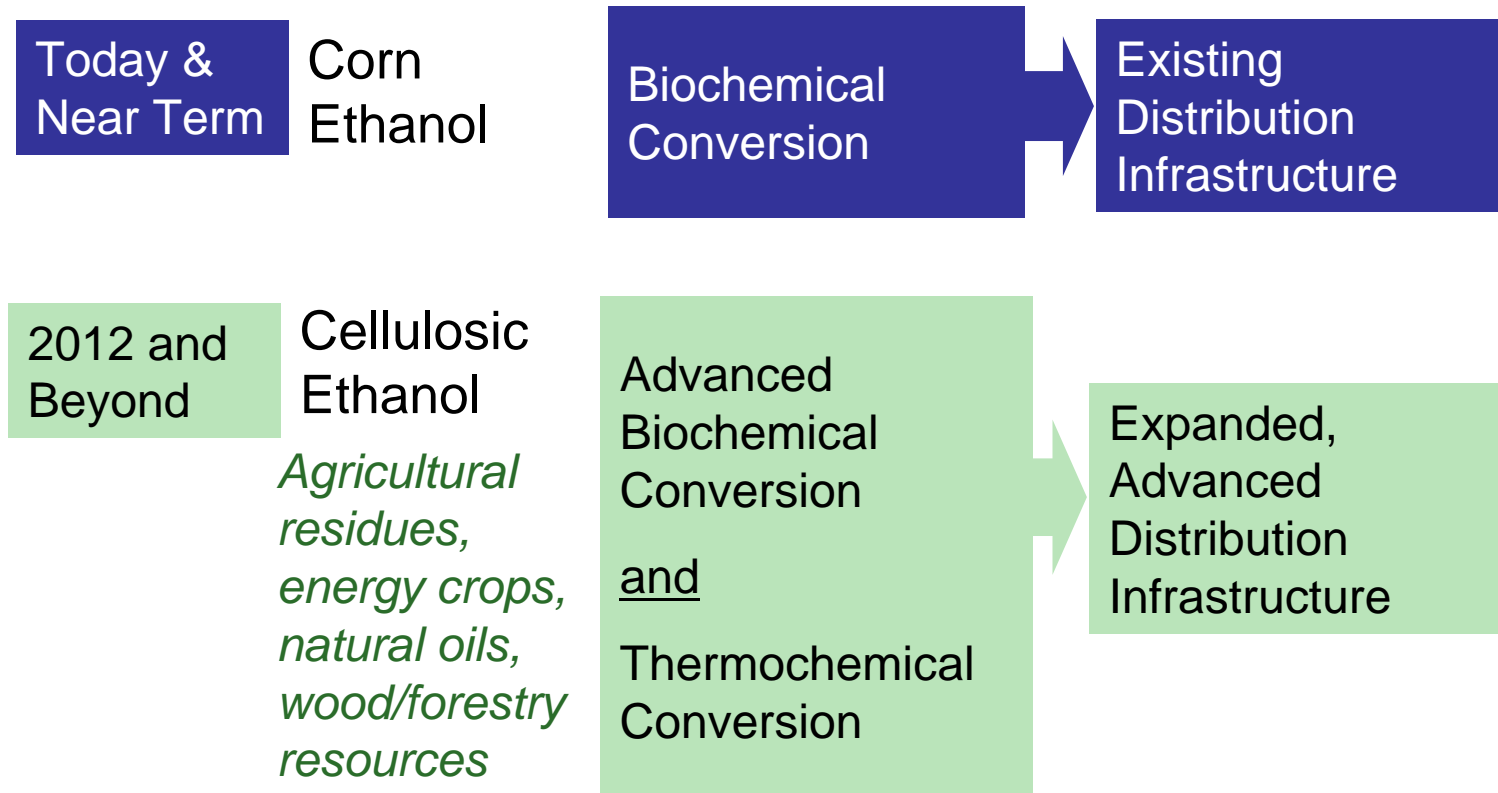 Today &
Near Term
Corn
Ethanol
Biochemical
Conversion
Existing
Distribution
Infrastructure
2012 and
Beyond
Cellulosic
Ethanol
Agricultural
residues,
energy crops,
natural oils,
wood/forestry
resources
Advanced
Biochemical
Conversion
and
Thermochemical
Conversion
Expanded,
Advanced
Distribution
Infrastructure